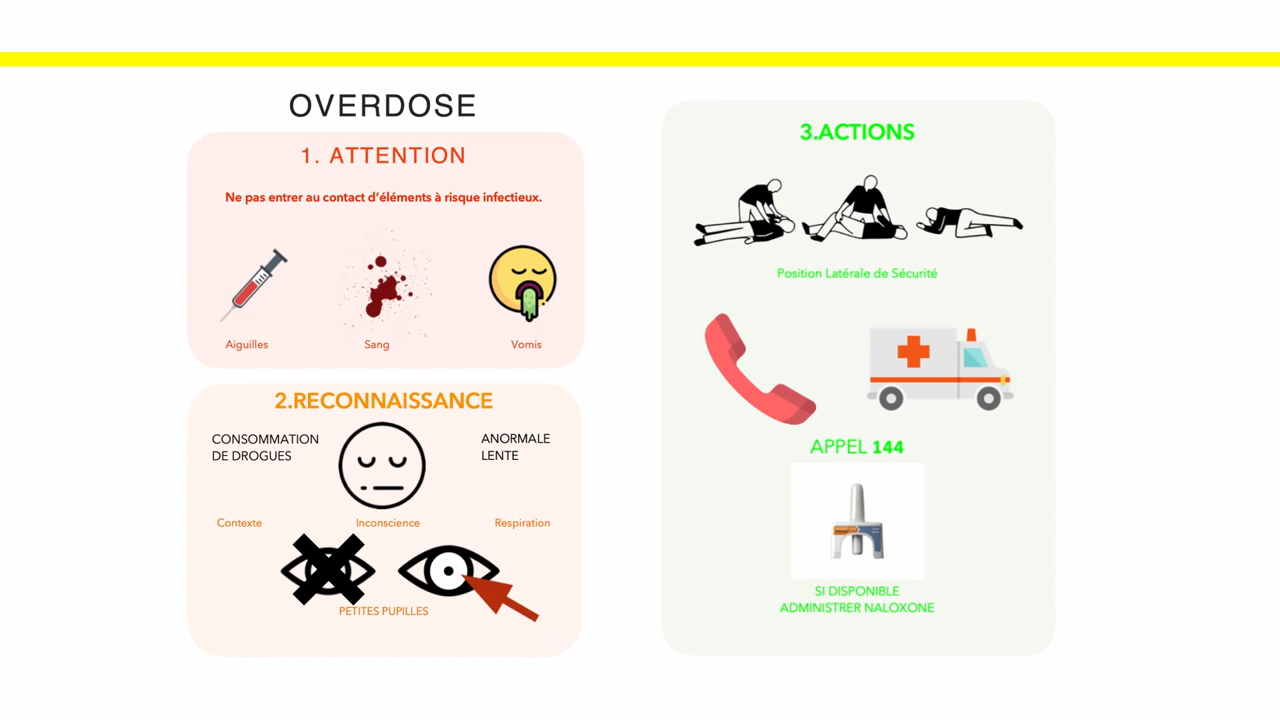 OVERDOSE
1. ATTENTION
Ne pas entrer au contact d'éléments à risque infectieux.
Aiguilles
Sang
Vomis
2.RECONNAISSANCE
CONSOMMATION
DE DROGUES
ANORMALE
LENTE
Contexte
Inconscience
Respiration
PETITES PUPILLES
3.ACTIONS
Position Latérale de Sécurité
APPEL 144
SI DISPONIBLE
ADMINISTRER NALOXONE